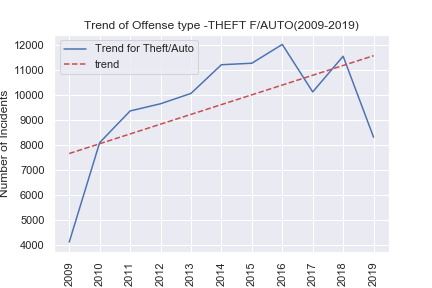 Trend of Offense type -THEFT F/AUTO(2009-2019)
Trend for Theft/Auto
trend
Number of Incidents
12000
11000
10000
9000
8000
7000
6000
5000
4000
2009 2010 2011 2012 2013 2014 2015 2016 2017 2018 2019